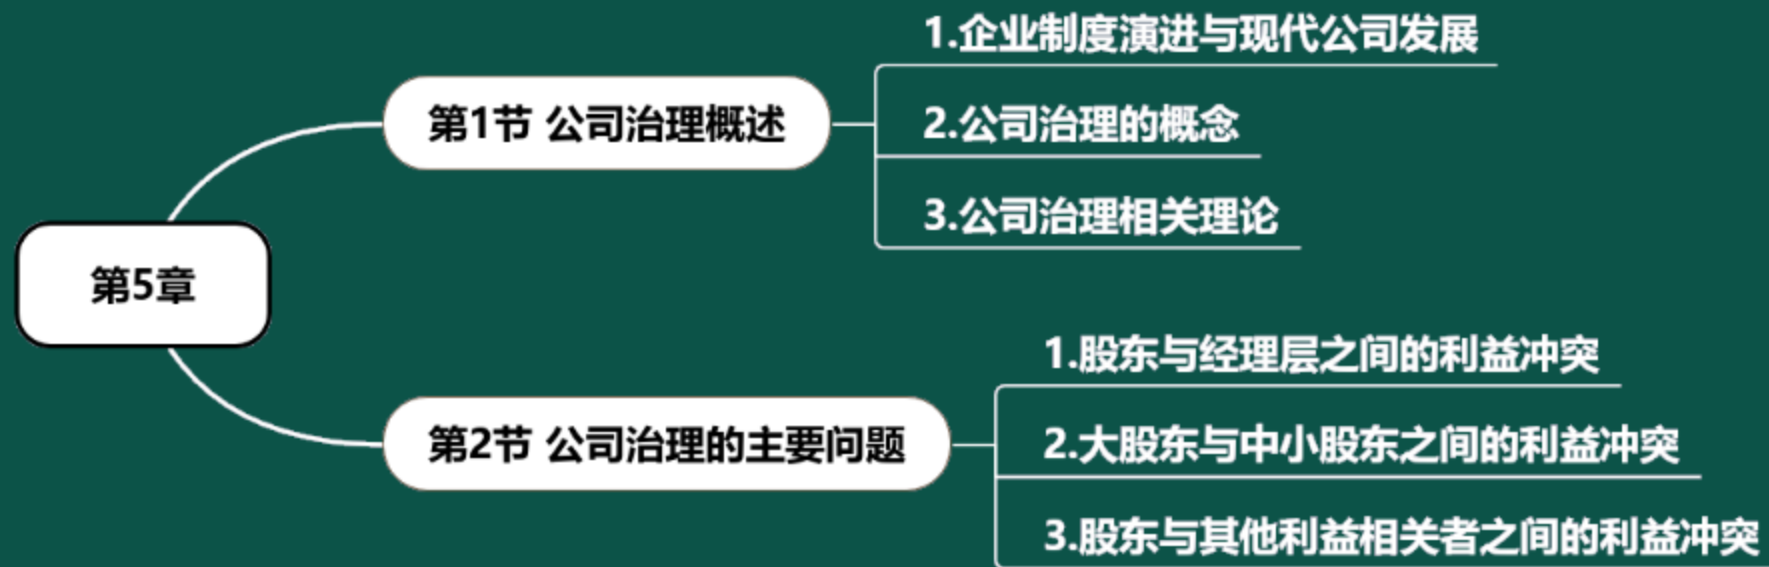 第5章
第1节 公司治理概述
1.企业制度演进与现代公司发展
2.公司治理的概念
3.公司治理相关理论
第2节 公司治理的主要问题
1.股东与经理层之间的利益冲突
2.大股东与中小股东之间的利益冲突
3.股东与其他利益相关者之间的利益冲突